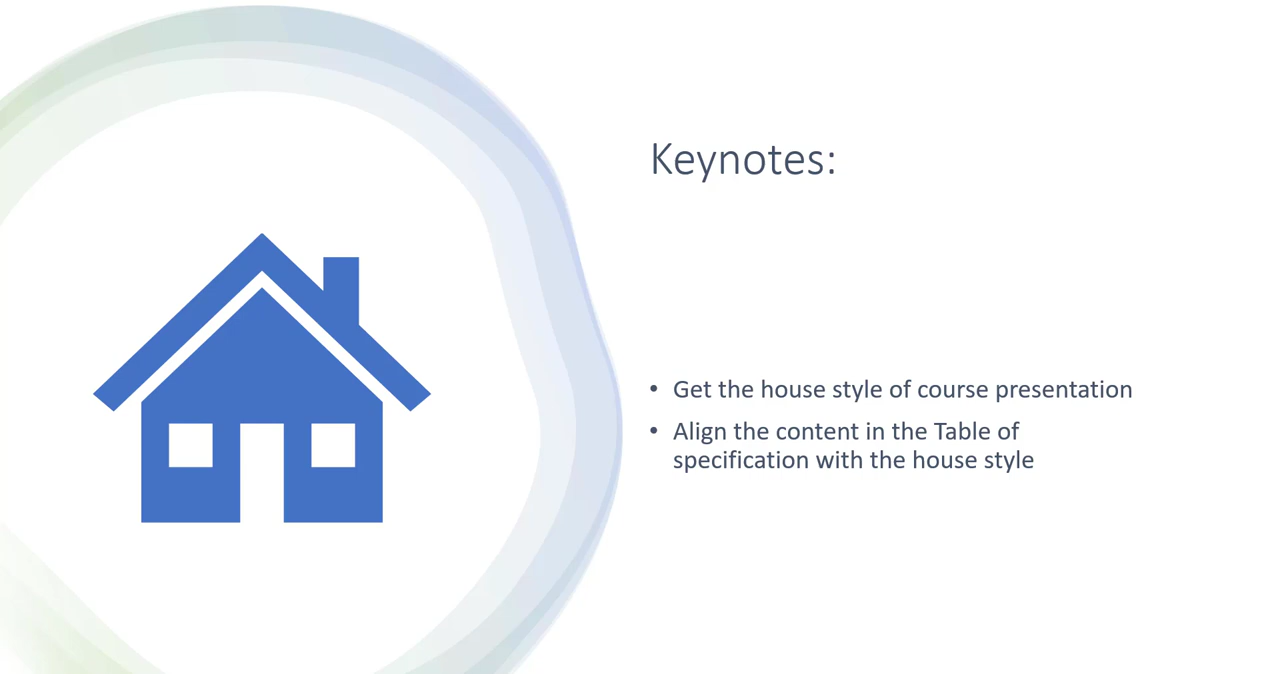 Keynotes:
• Get the house style of course presentation
• Align the content in the Table of
specification with the house style